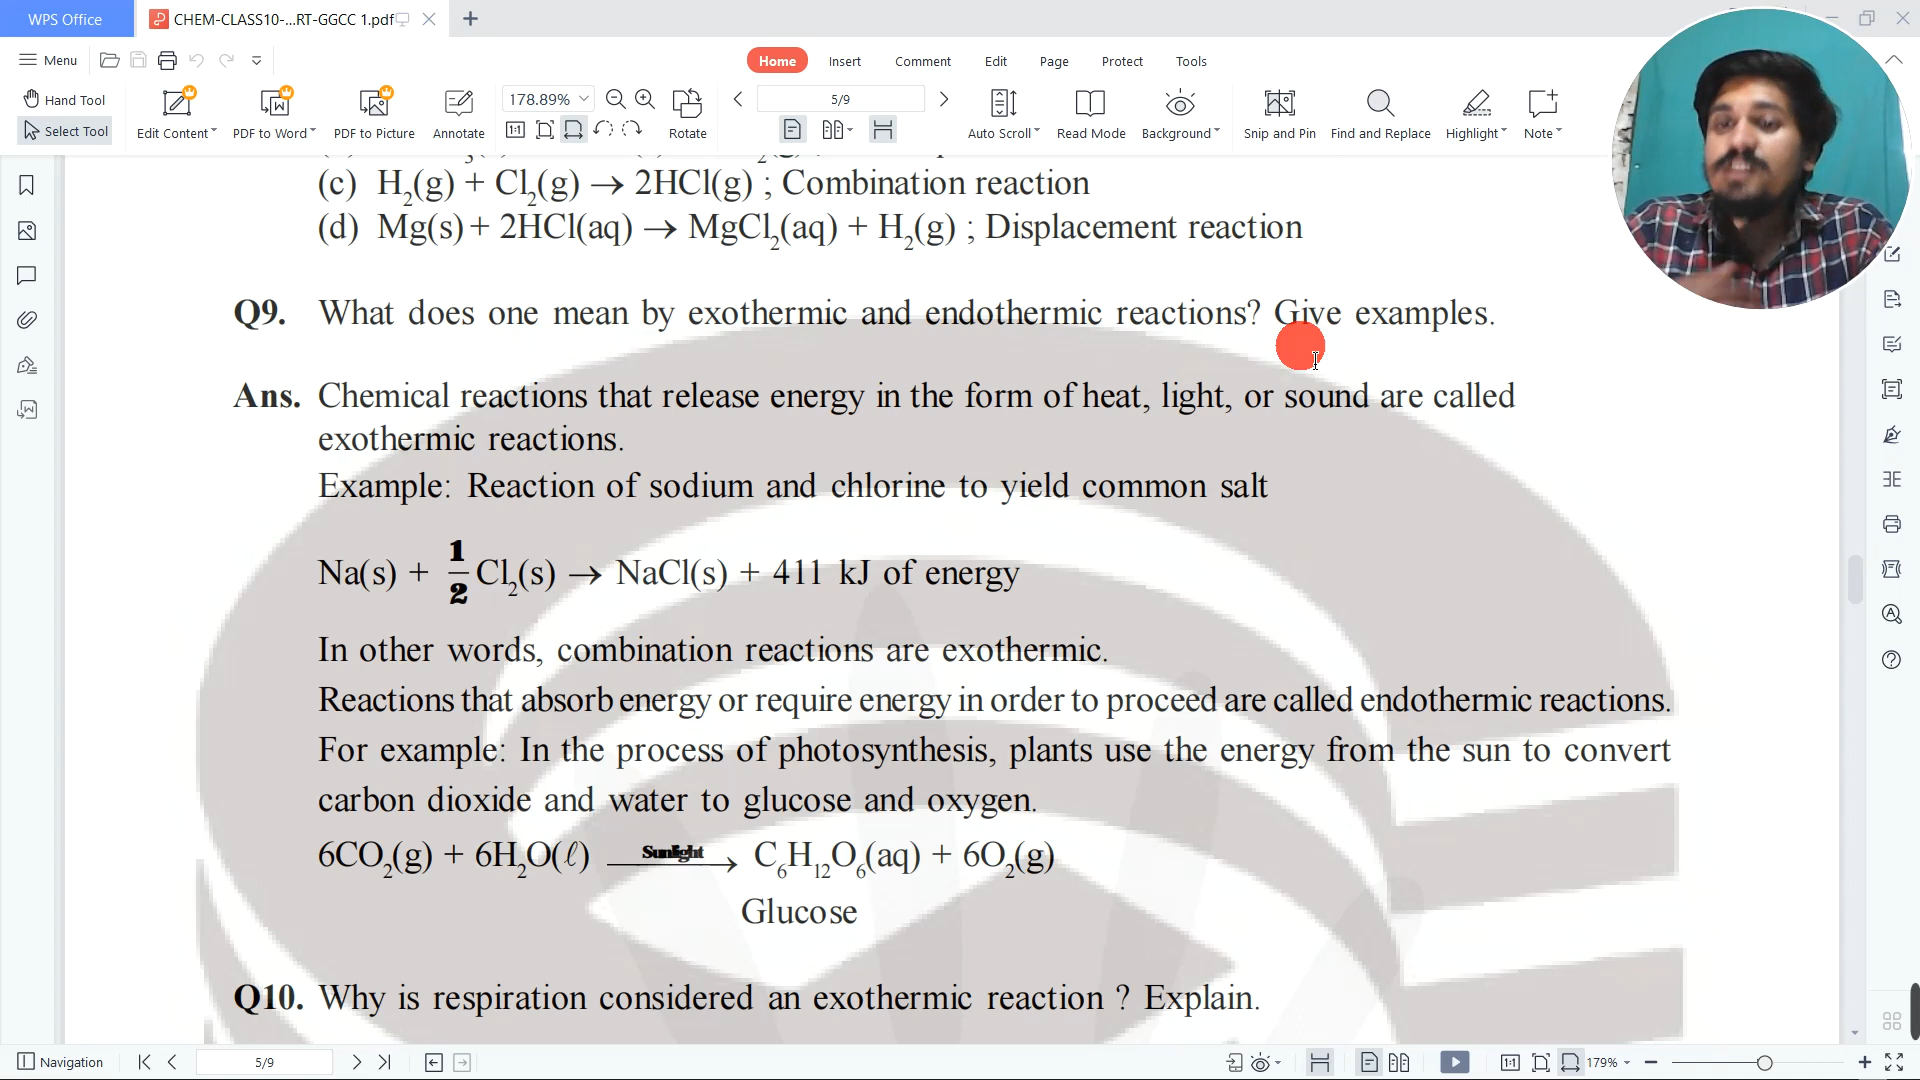 WPS Office
CHEM-CLASS10-...RT-GGCC 1.pdf
Menu
Home Insert Comment Edit Page Protect Tools
Hand Tool
Select Tool
Edit Content PDF to Word PDF to Picture Annotate
178.89%
Rotate
5/9
Auto Scroll Read Mode Background Snip and Pin Find and Replace Highlight Note
(c) H₂(g) + Cl₂(g) → 2HCl(g) ; Combination reaction
(d) Mg(s) + 2HCl(aq) → MgCl₂(aq) + H₂(g) ; Displacement reaction
Q9. What does one mean by exothermic and endothermic reactions? Give examples.
Ans. Chemical reactions that release energy in the form of heat, light, or sound are called
exothermic reactions.
Example: Reaction of sodium and chlorine to yield common salt
Na(s) + 1/2 Cl₂(s) → NaCl(s) + 411 kJ of energy
In other words, combination reactions are exothermic.
Reactions that absorb energy or require energy in order to proceed are called endothermic reactions.
For example: In the process of photosynthesis, plants use the energy from the sun to convert
carbon dioxide and water to glucose and oxygen.
6CO₂(g) + 6H₂O(ℓ) Sunlight → C₆H₁₂O₆(aq) + 6O₂(g)
Glucose
Q10. Why is respiration considered an exothermic reaction ? Explain.
Navigation
5/9
179%